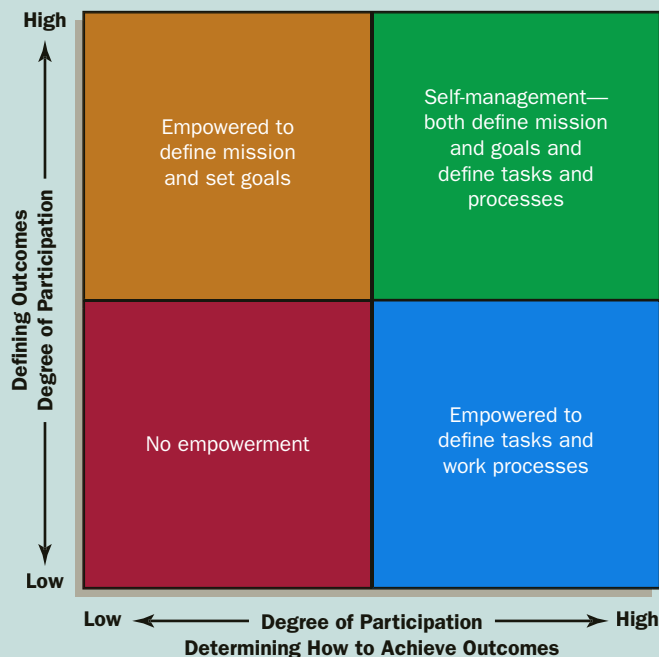 High
Defining Outcomes
Degree of Participation
Low
Empowered to
define mission
and set goals
Self-management—
both define mission
and goals and
define tasks and
processes
No empowerment
Empowered to
define tasks and
work processes
Low
Degree of Participation
High
Determining How to Achieve Outcomes